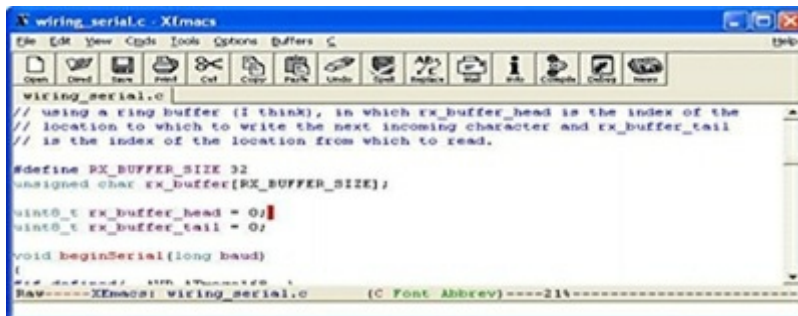 wiring_serial.c - XEmacs
File Edit View Cmds Tools Options Buffers C Help
Open Dired Save Print Cut Copy Paste Undo Spell Replace Mail Info Compile Debug News
wiring_serial.c
// using a ring buffer (I think), in which rx_buffer_head is the index of the
// location to which to write the next incoming character and rx_buffer_tail
// is the index of the location from which to read.
#define RX_BUFFER_SIZE 32
unsigned char rx_buffer[RX_BUFFER_SIZE];
uint8_t rx_buffer_head = 0;
uint8_t rx_buffer_tail = 0;
void beginSerial(long baud)
{
Raw-----XEmacs: wiring_serial.c (C Font Abbrev)----21%-----------------------